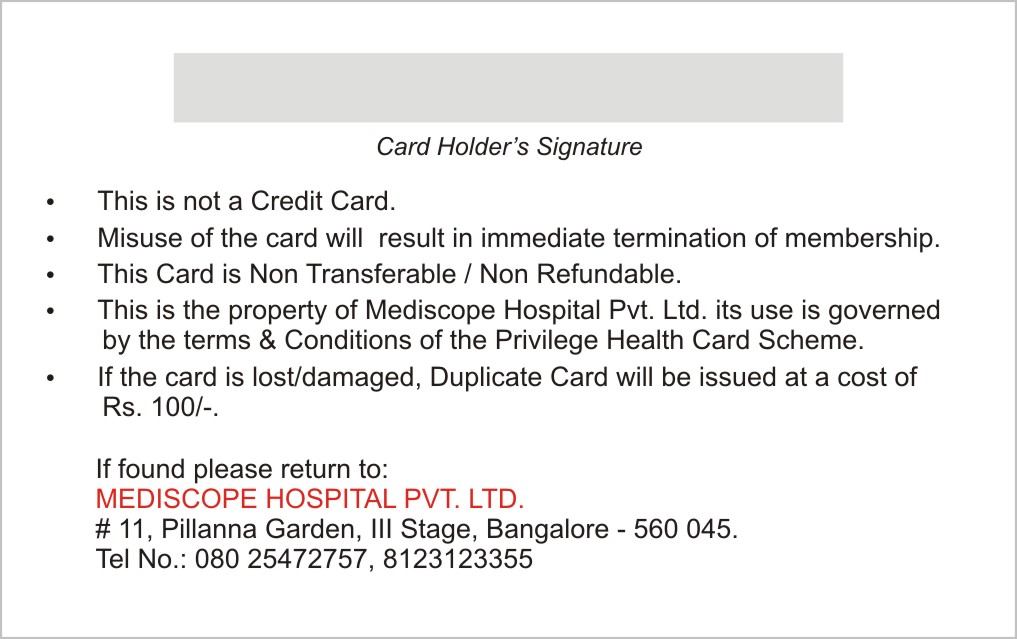 Card Holder’s Signature
• This is not a Credit Card.
• Misuse of the card will  result in immediate termination of membership.
• This Card is Non Transferable / Non Refundable.
• This is the property of Mediscope Hospital Pvt. Ltd. its use is governed
by the terms & Conditions of the Privilege Health Card Scheme.
• If the card is lost/damaged, Duplicate Card will be issued at a cost of
Rs. 100/-.
If found please return to:
MEDISCOPE HOSPITAL PVT. LTD.
# 11, Pillanna Garden, III Stage, Bangalore - 560 045.
Tel No.: 080 25472757, 8123123355